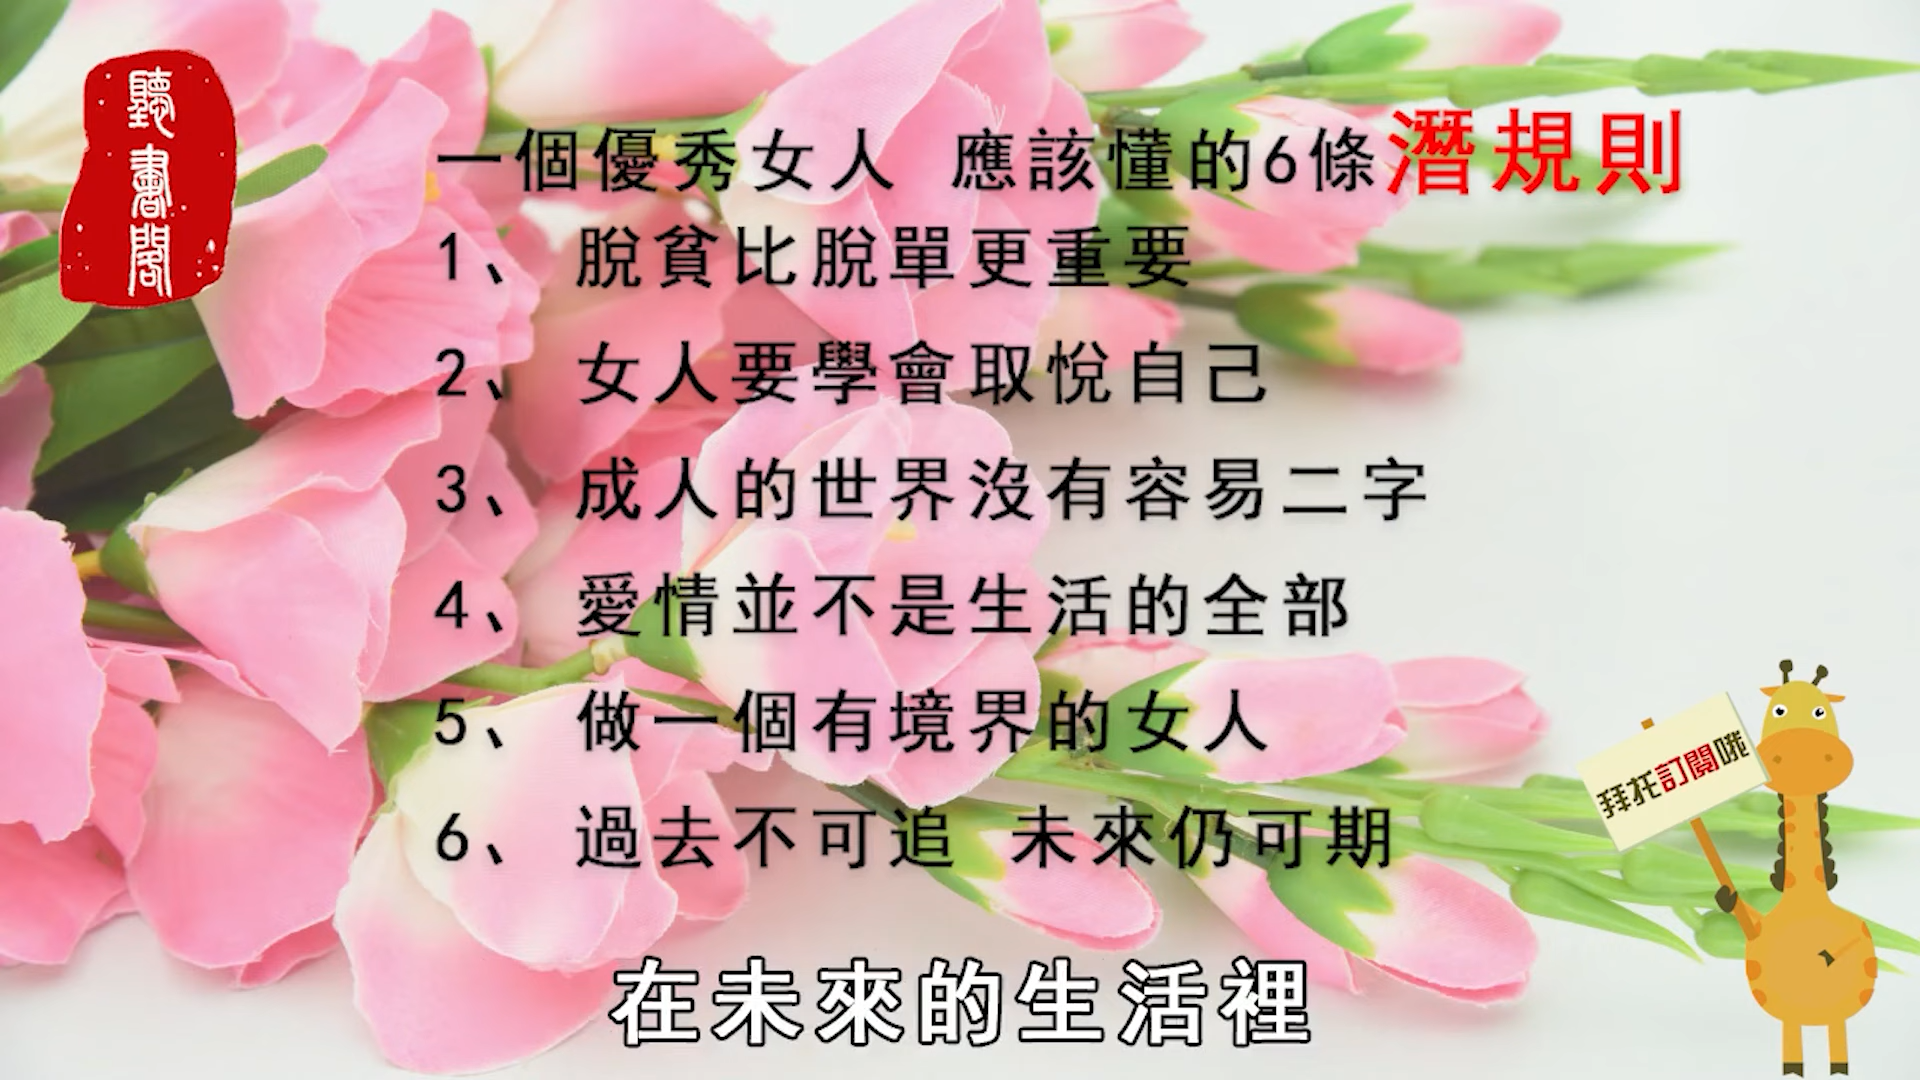 聽書閣
一個優秀女人 應該懂的6條潛規則
1、 脫貧比脫單更重要
2、 女人要學會取悅自己
3、 成人的世界沒有容易二字
4、 愛情並不是生活的全部
5、 做一個有境界的女人
6、 過去不可追 未來仍可期
拜托訂閱哦
在未來的生活裡